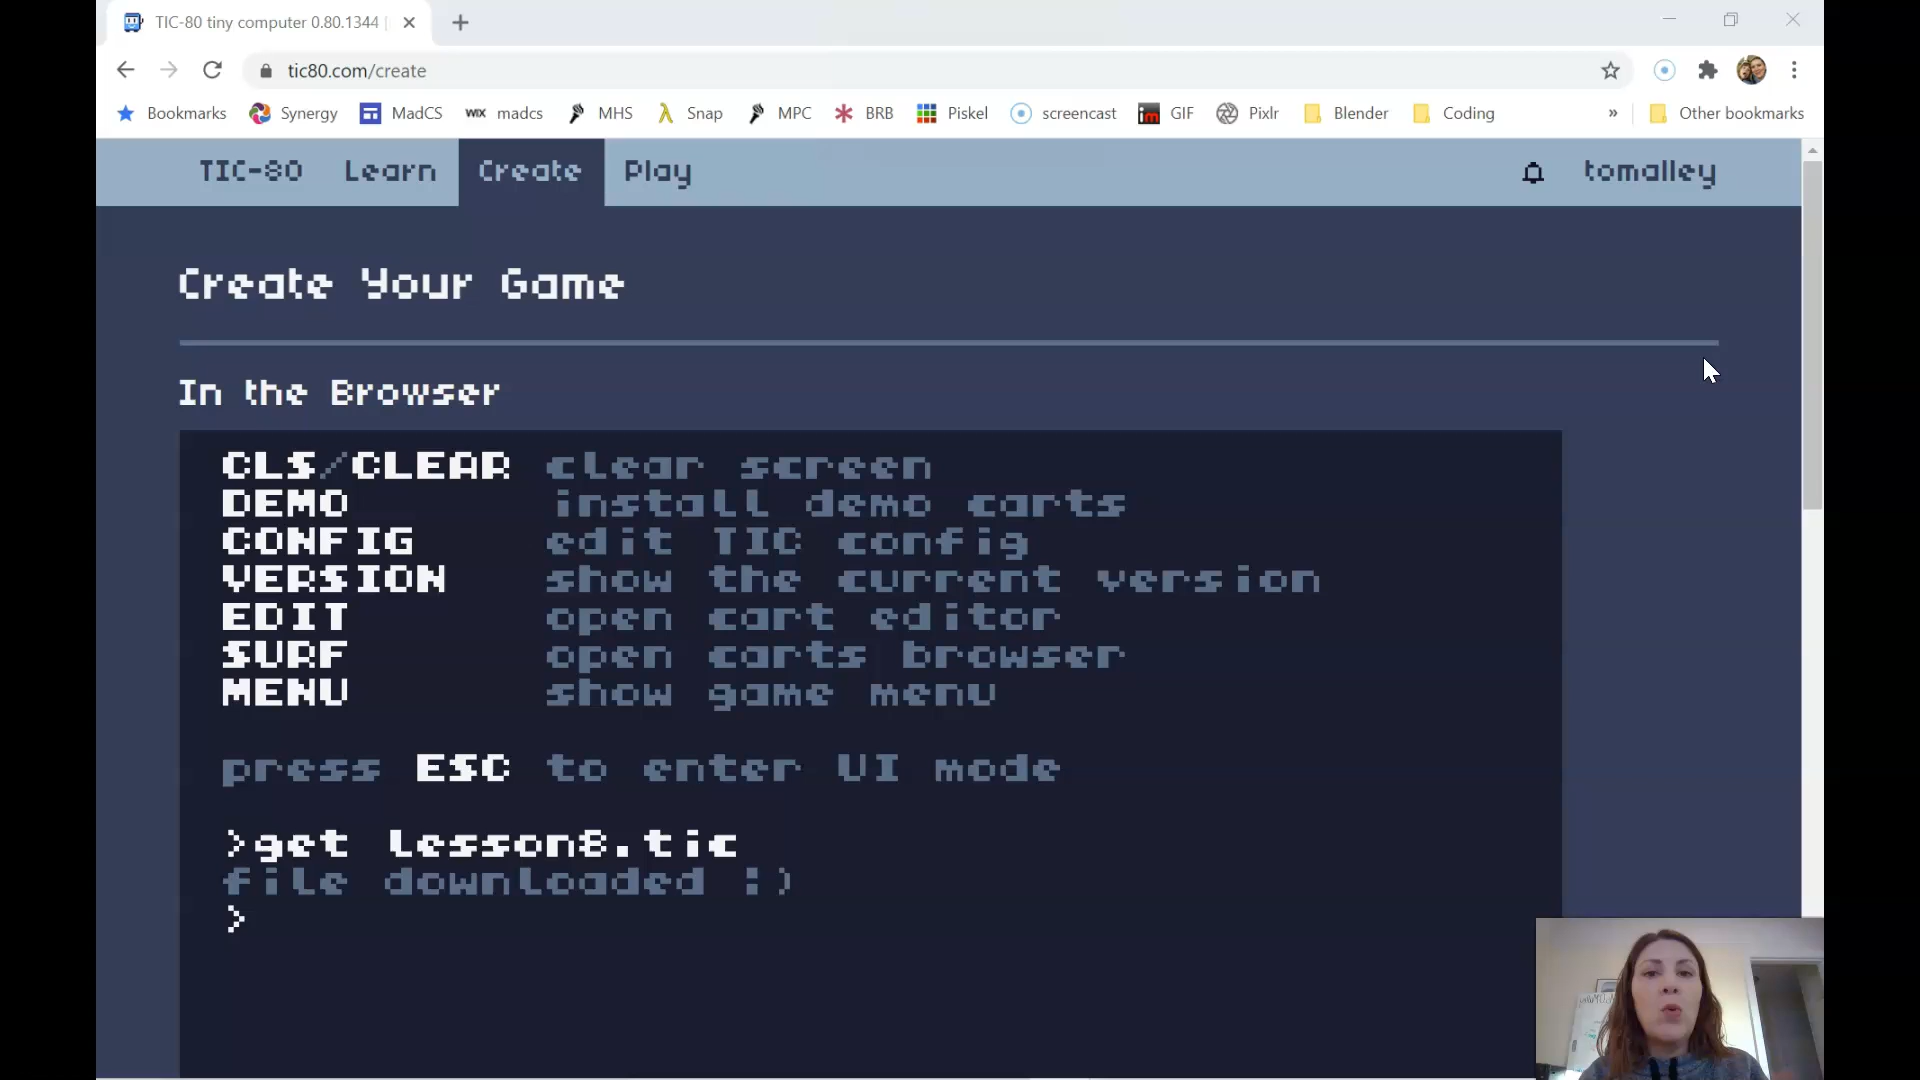 TIC-80 tiny computer 0.80.1344
tic80.com/create
Bookmarks Synergy MadCS WIX madcs MHS Snap MPC BRB Piskel screencast GIF Pixlr Blender Coding » Other bookmarks
TIC-80 Learn Create Play tomalley
Create Your Game
In the Browser
CLS/CLEAR clear screen
DEMO install demo carts
CONFIG edit TIC config
VERSION show the current version
EDIT open cart editor
SURF open carts browser
MENU show game menu
press ESC to enter UI mode
>get lesson8.tic
file downloaded :)
>